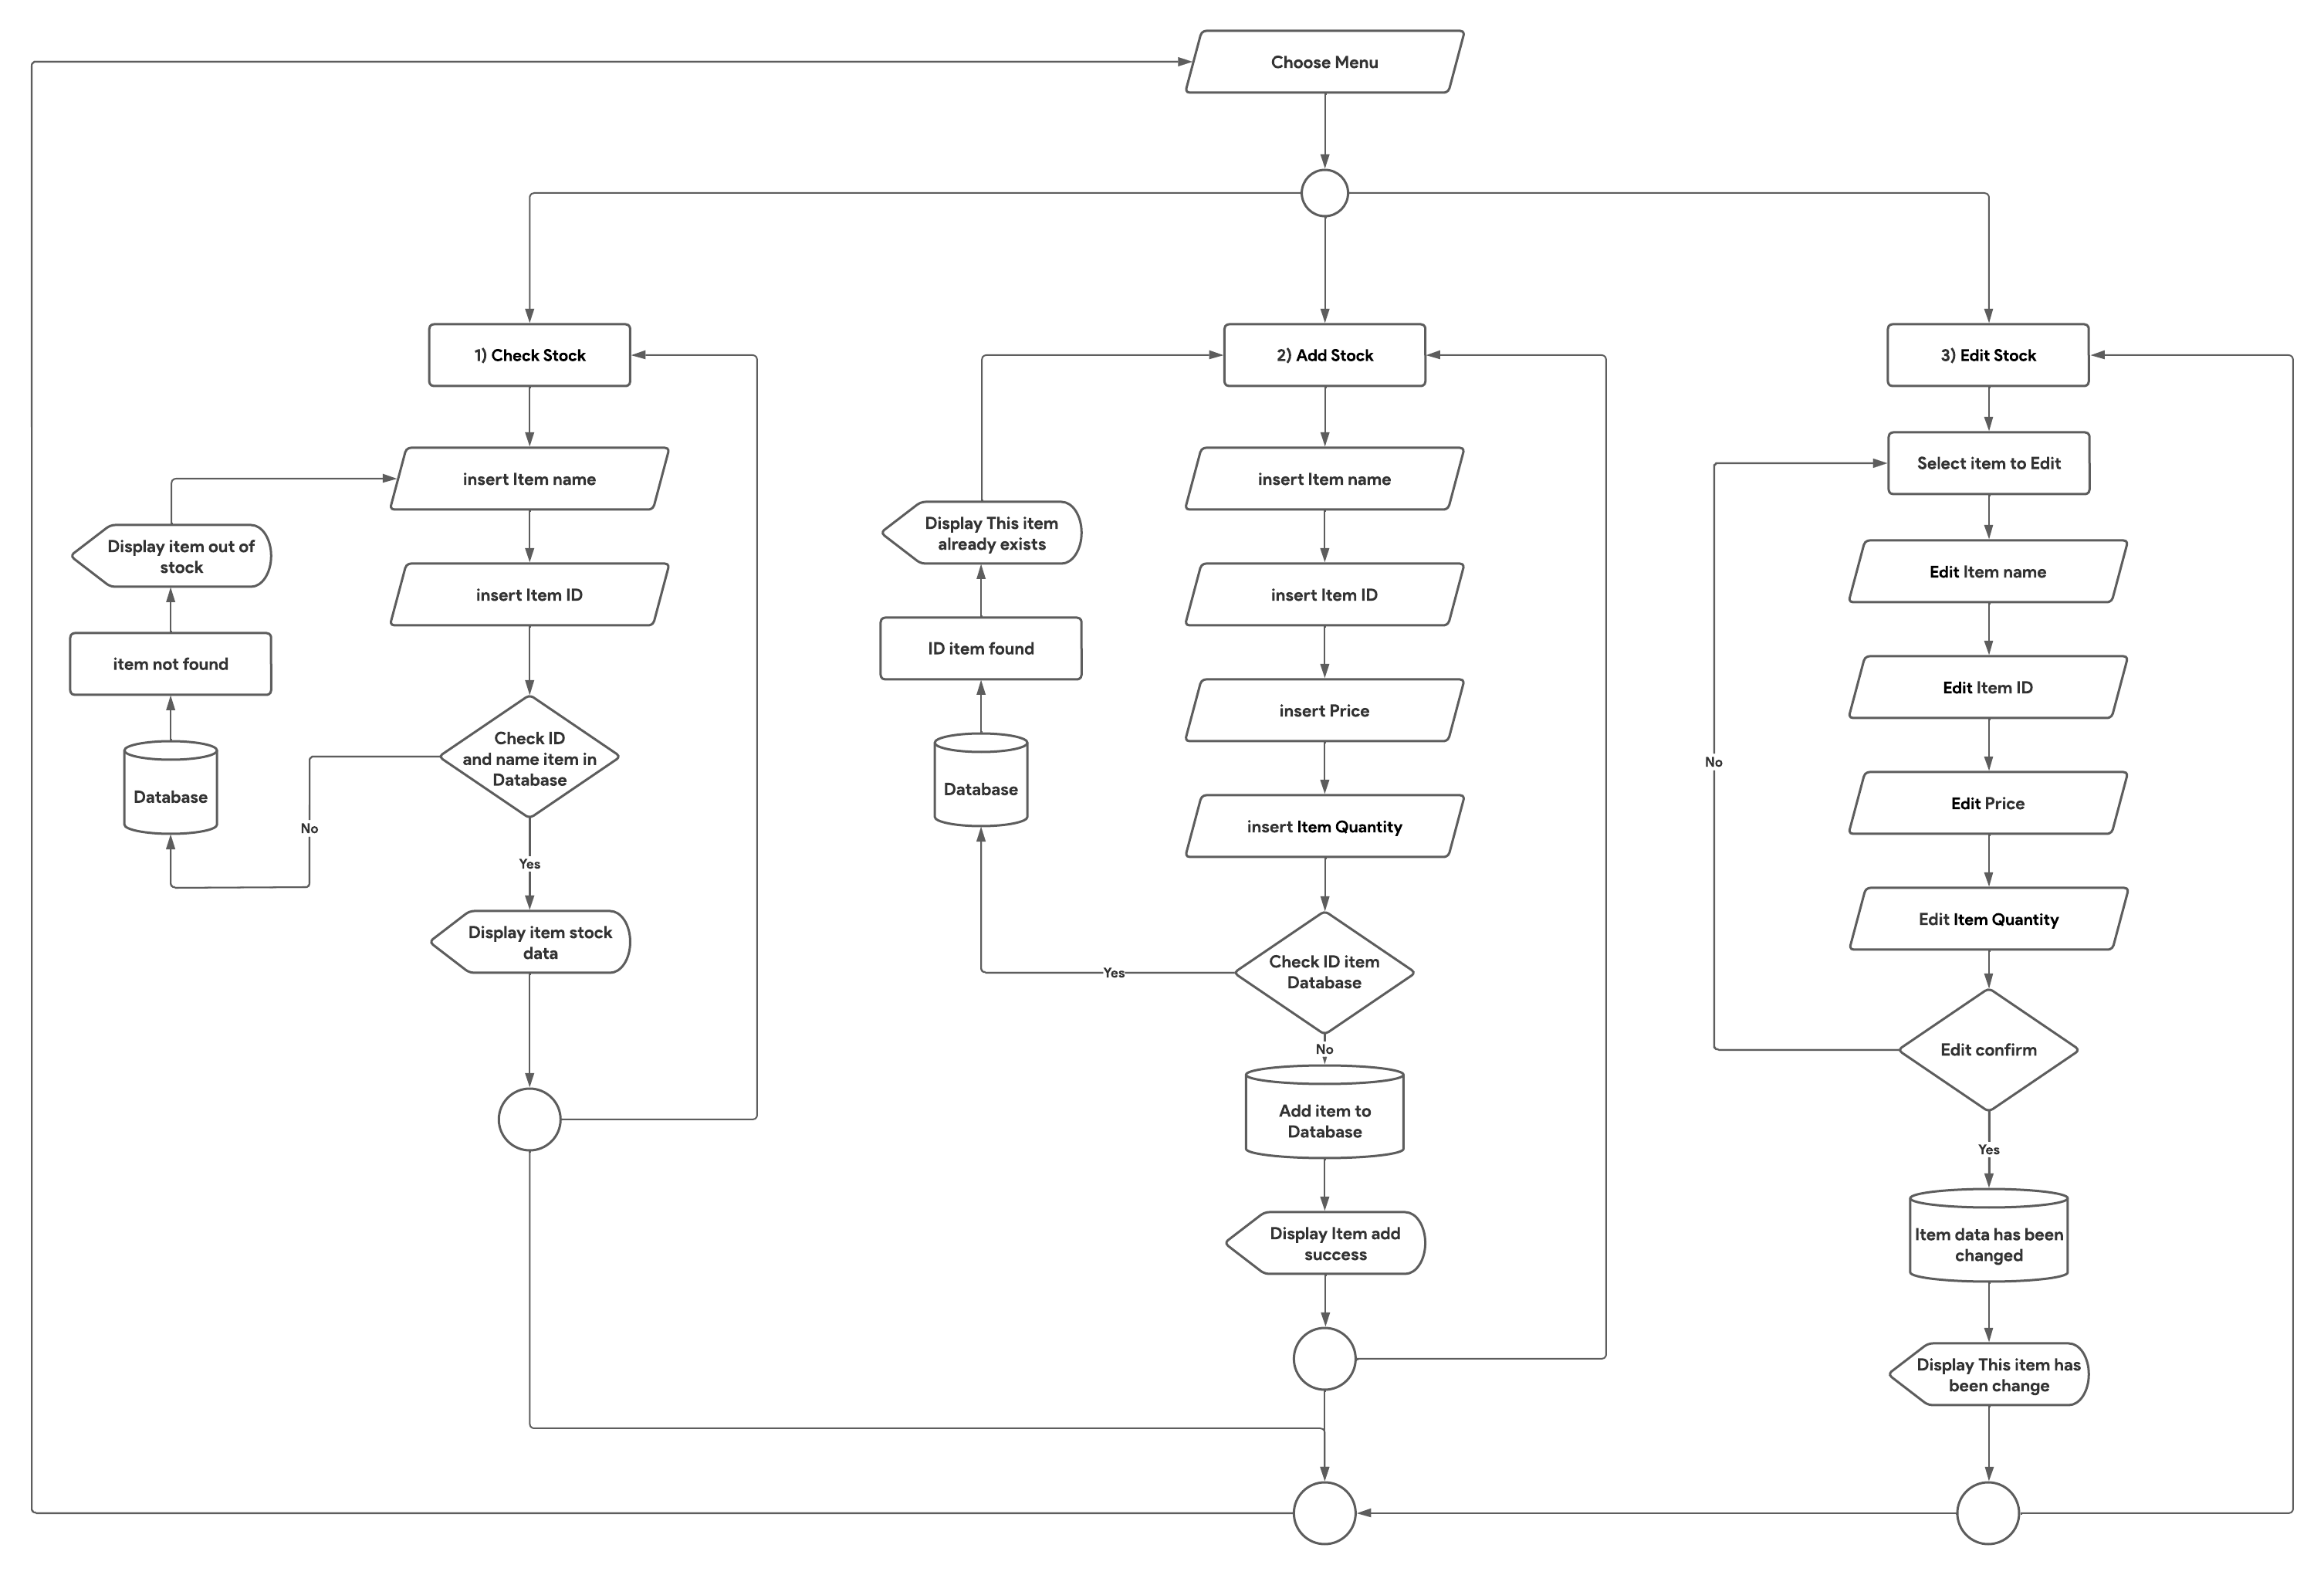 Choose Menu
1) Check Stock
insert Item name
Display item out of
stock
insert Item ID
item not found
Check ID
and name item in
Database
Database
No
Yes
Display item stock
data
2) Add Stock
insert Item name
Display This item
already exists
insert Item ID
ID item found
insert Price
Database
insert Item Quantity
Check ID item
Database
Yes
No
Add item to
Database
Display Item add
success
3) Edit Stock
Select item to Edit
Edit Item name
Edit Item ID
No
Edit Price
Edit Item Quantity
Edit confirm
Yes
Item data has been
changed
Display This item has
been change